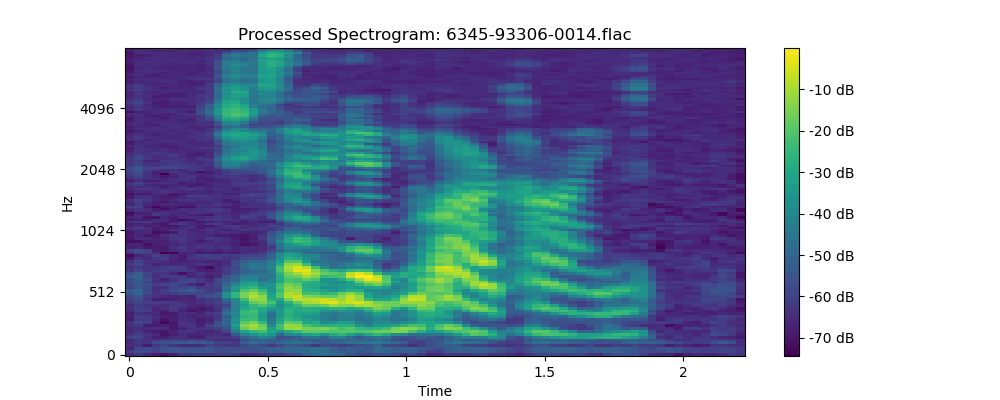 Processed Spectrogram: 6345-93306-0014.flac
Hz
4096
2048
1024
512
0
0
0.5
1
1.5
2
Time
-10 dB
-20 dB
-30 dB
-40 dB
-50 dB
-60 dB
-70 dB